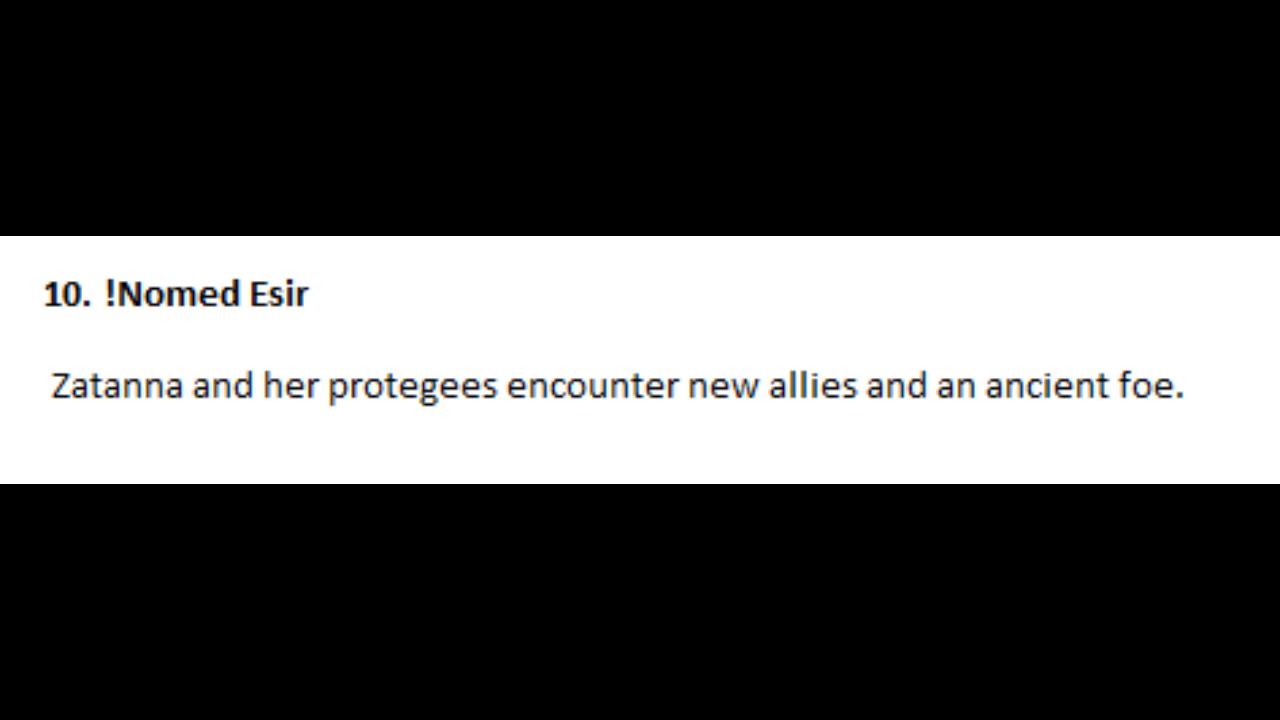 10. !Nomed Esir
Zatanna and her protegees encounter new allies and an ancient foe.